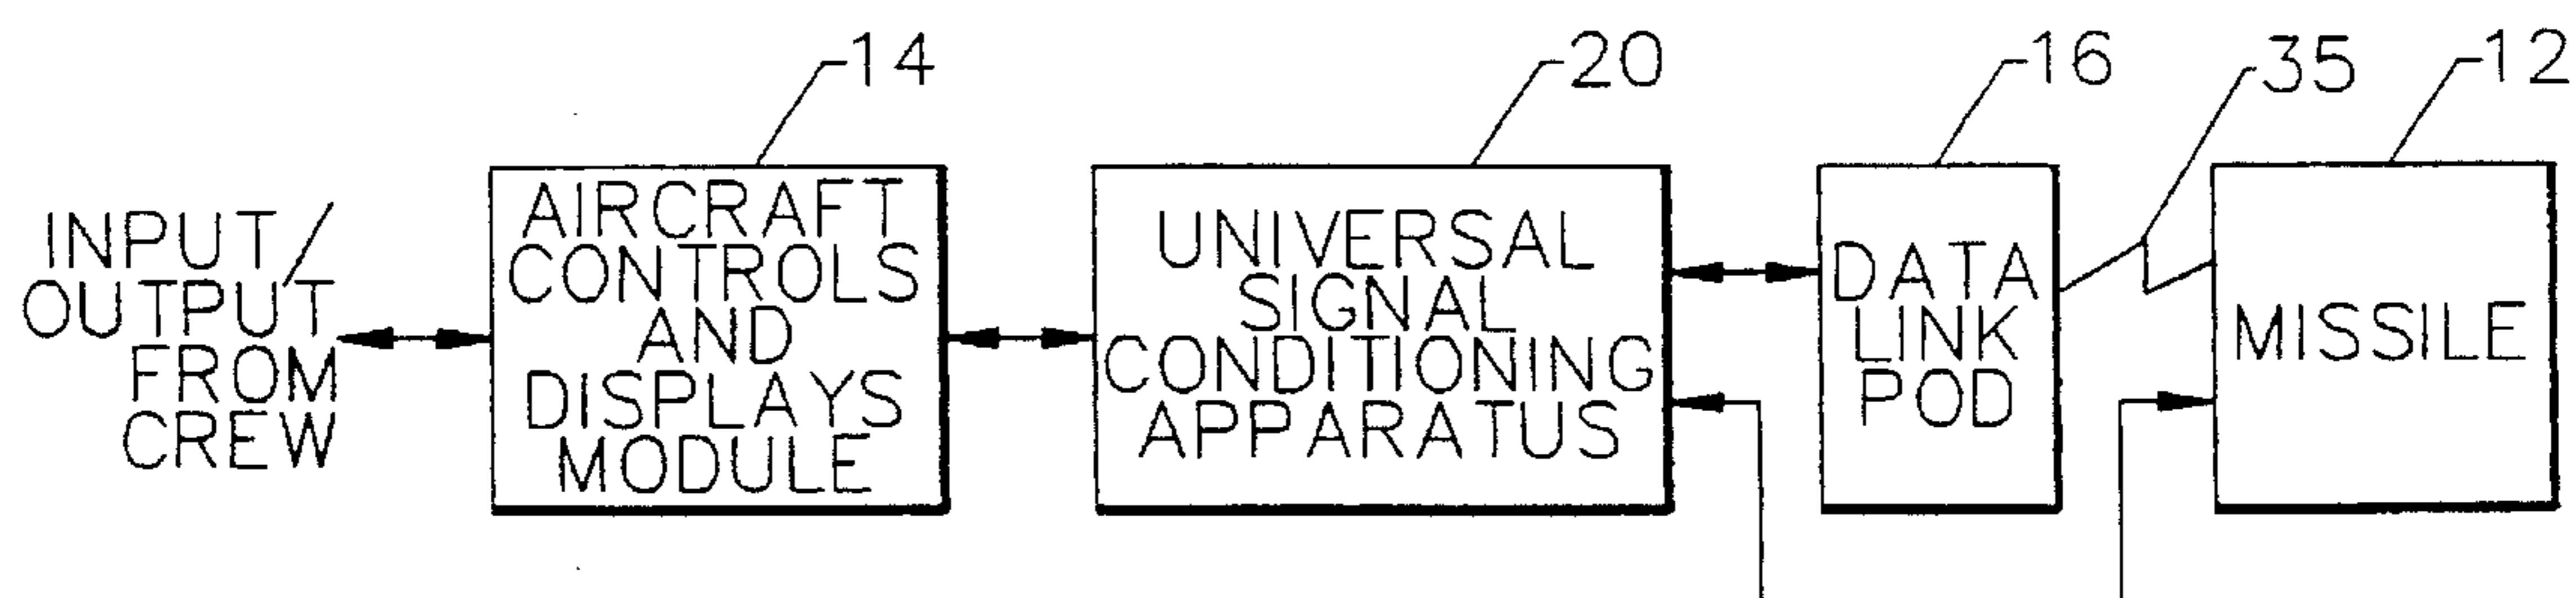 14
20
16
35
12
INPUT/
OUTPUT
FROM
CREW
AIRCRAFT
CONTROLS
AND
DISPLAYS
MODULE
UNIVERSAL
SIGNAL
CONDITIONING
APPARATUS
DATA
LINK
POD
MISSILE